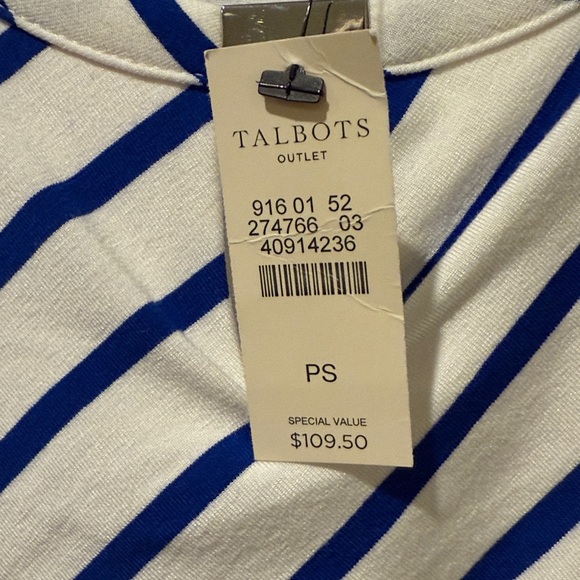 TALBOTS
OUTLET
916 01 52
274766 03
40914236
PS
SPECIAL VALUE
$109.50